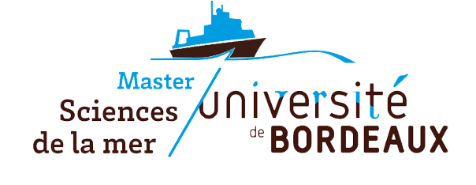 Master
Sciences
de la mer
université
de BORDEAUX